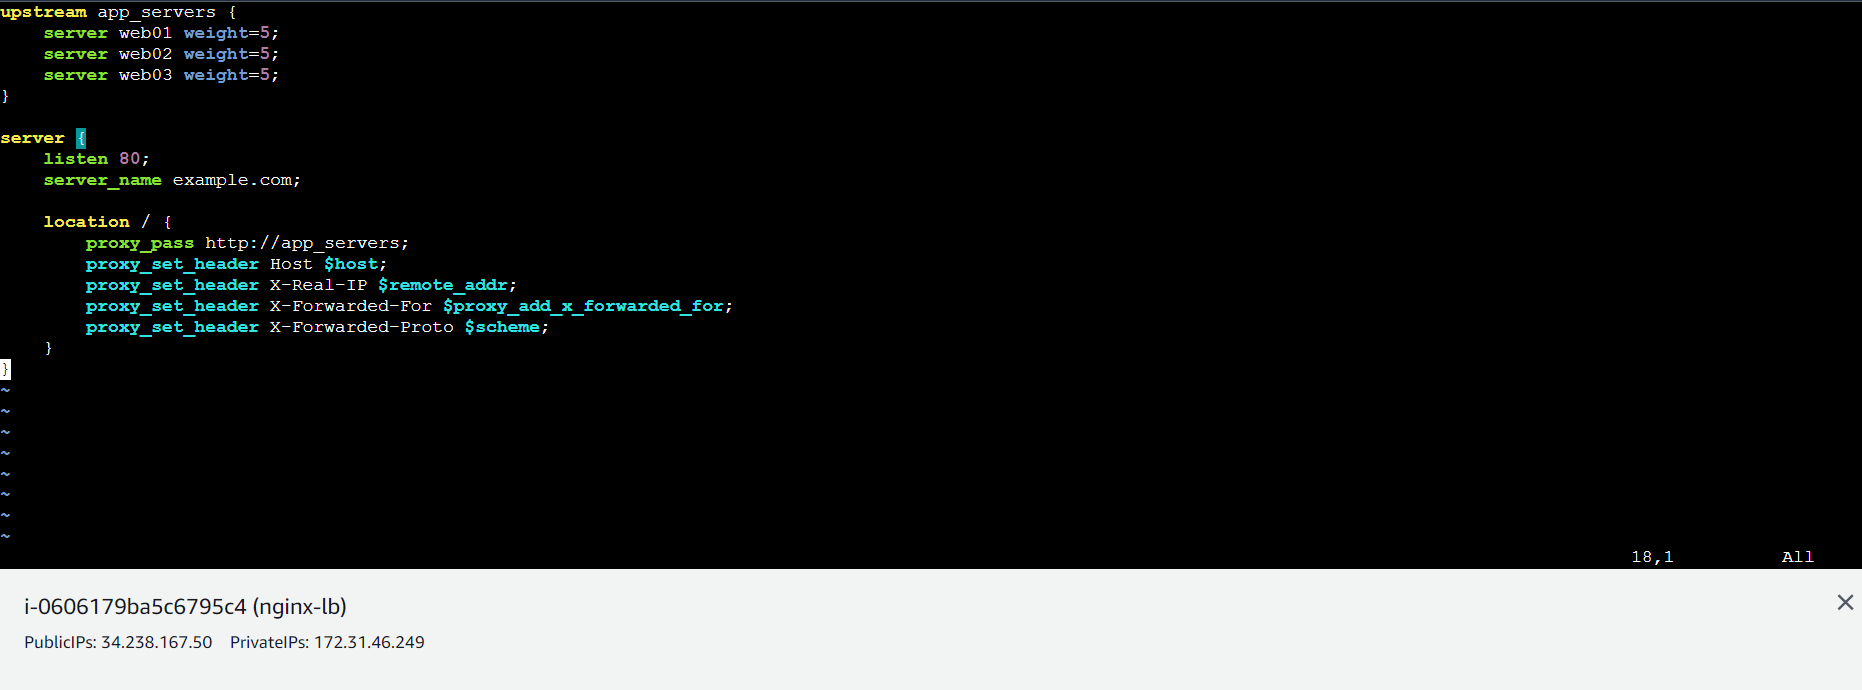 upstream app_servers {
    server web01 weight=5;
    server web02 weight=5;
    server web03 weight=5;
}

server {
    listen 80;
    server_name example.com;

    location / {
        proxy_pass http://app_servers;
        proxy_set_header Host $host;
        proxy_set_header X-Real-IP $remote_addr;
        proxy_set_header X-Forwarded-For $proxy_add_x_forwarded_for;
        proxy_set_header X-Forwarded-Proto $scheme;
    }
}
~
~
~
~
~
~
~
~
18,1 All
i-0606179ba5c6795c4 (nginx-lb)
PublicIPs: 34.238.167.50 PrivateIPs: 172.31.46.249